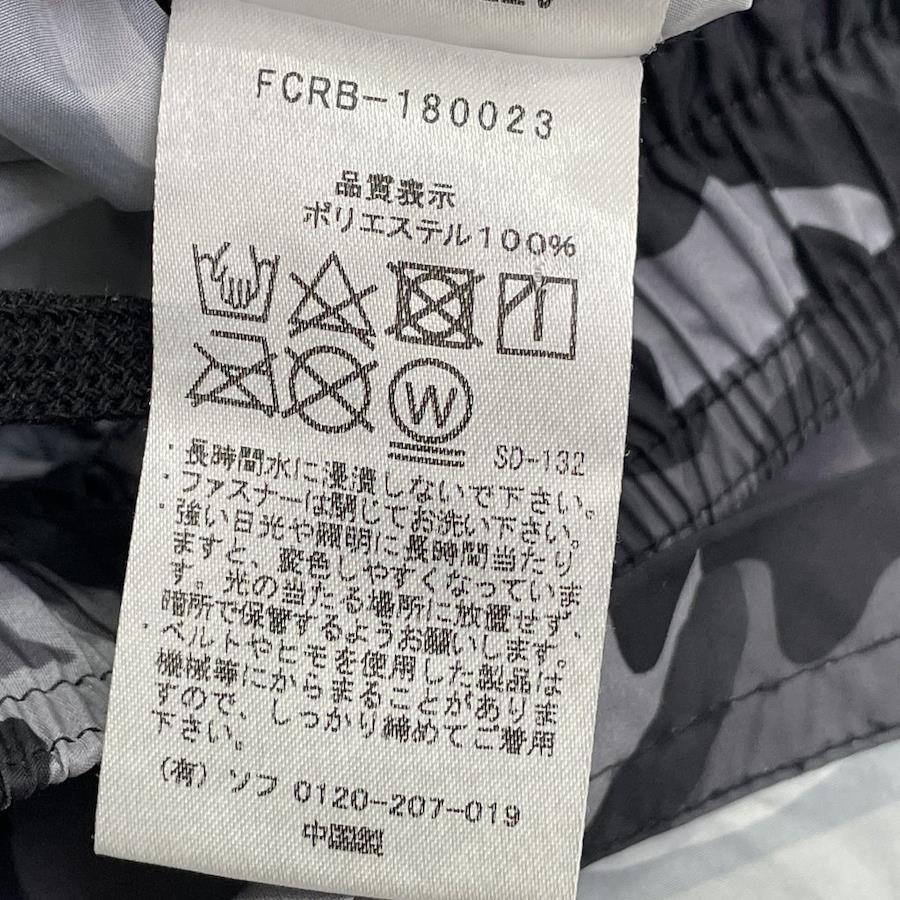 FCRB-180023
品質表示
ポリエステル100%
W
SD-132
・長時間水に浸漬しないで下さい。
・ファスナーは閉じてお洗い下さい。
・強い日光や照明に長時間当たり
ますと、変色しやすくなっていま
す。光の当たる場所に放置せず、
暗所で保管するようお願いします。
・ベルトやヒモを使用した製品は
機械等にからまることがありま
すので、しっかり締めてご着用
下さい。
(有)ソフ 0120-207-019
中国製